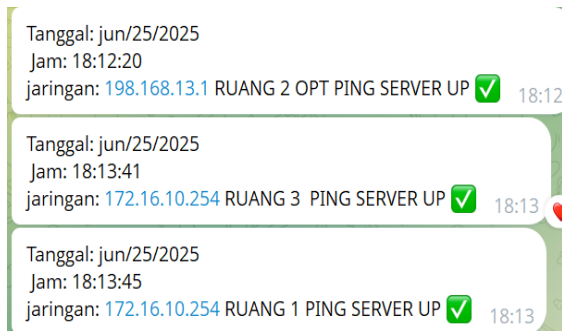 Tanggal: jun/25/2025
Jam: 18:12:20
jaringan: 198.168.13.1 RUANG 2 OPT PING SERVER UP ✅ 18:12
Tanggal: jun/25/2025
Jam: 18:13:41
jaringan: 172.16.10.254 RUANG 3 PING SERVER UP ✅ 18:13
Tanggal: jun/25/2025
Jam: 18:13:45
jaringan: 172.16.10.254 RUANG 1 PING SERVER UP ✅ 18:13